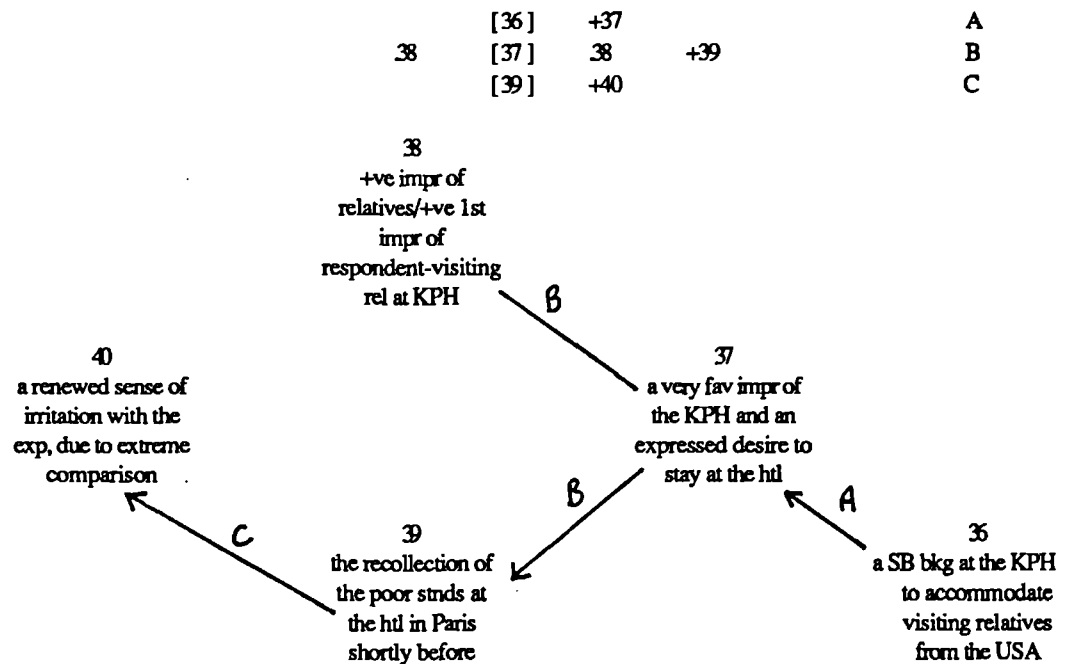 [36] +37 A
38 [37] 38 +39 B
[39] +40 C
38
+ve impr of
relatives/+ve 1st
impr of
respondent-visiting
rel at KPH
B
40
a renewed sense of
irritation with the
exp, due to extreme
comparison
37
a very fav impr of
the KPH and an
expressed desire to
stay at the htl
B
A
C
39
the recollection of
the poor stnds at
the htl in Paris
shortly before
36
a SB bkg at the KPH
to accommodate
visiting relatives
from the USA